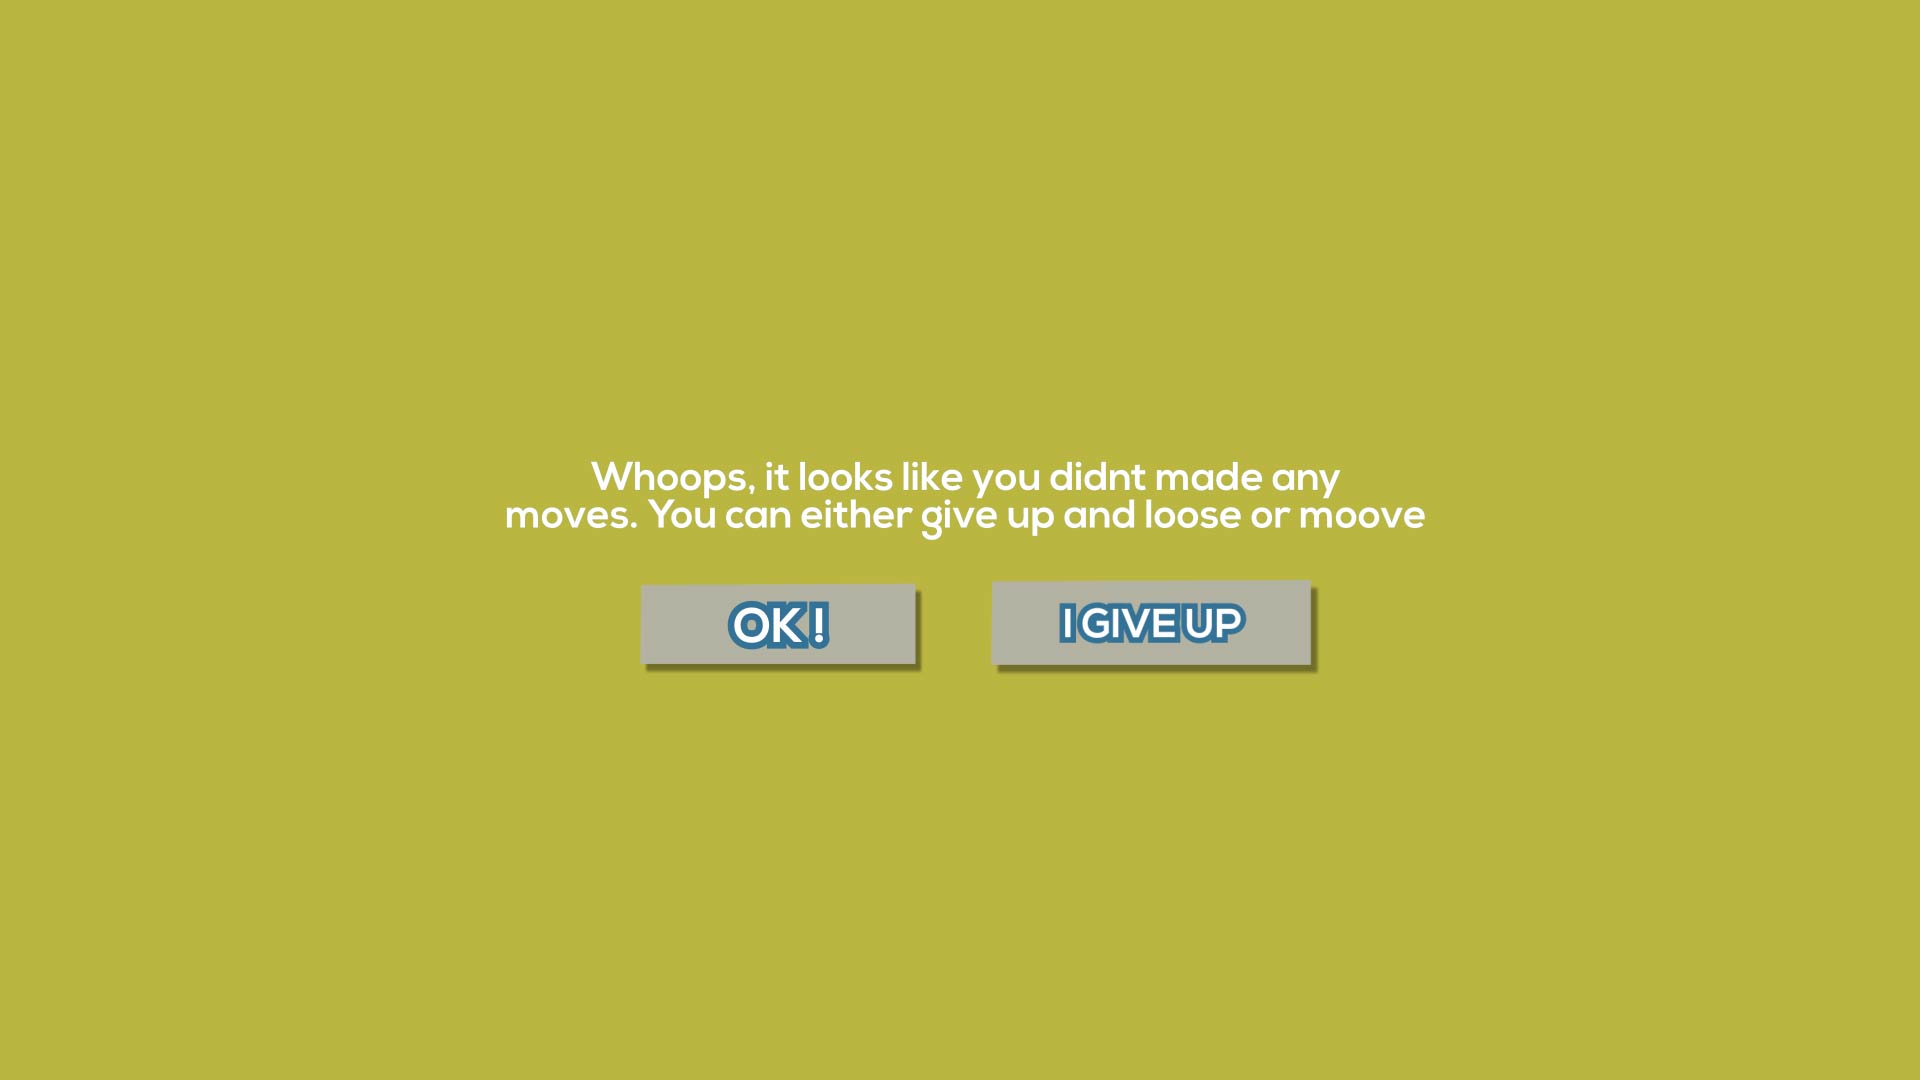 Whoops, it looks like you didnt made any
moves. You can either give up and loose or moove
OK!
I GIVE UP